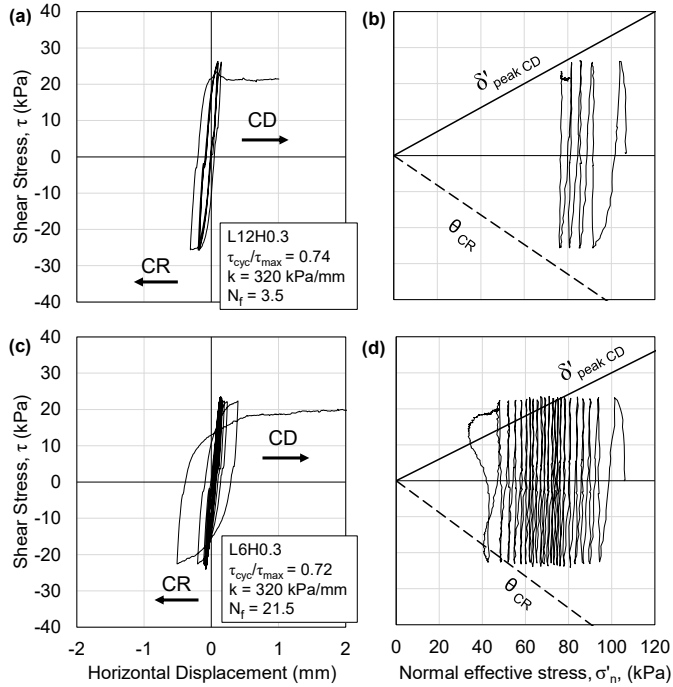 (a)
40
30
20
10
0
-10
-20
-30
-40
Shear Stress, τ (kPa)
CD
CR
L12H0.3
τcyc/τmax = 0.74
k = 320 kPa/mm
Nf = 3.5
(b)
δ'peak CD
θCR
(c)
40
30
20
10
0
-10
-20
-30
-40
Shear Stress, τ (kPa)
CD
CR
L6H0.3
τcyc/τmax = 0.72
k = 320 kPa/mm
Nf = 21.5
-2 -1 0 1 2
Horizontal Displacement (mm)
(d)
δ'peak CD
θCR
0 20 40 60 80 100 120
Normal effective stress, σ'n, (kPa)